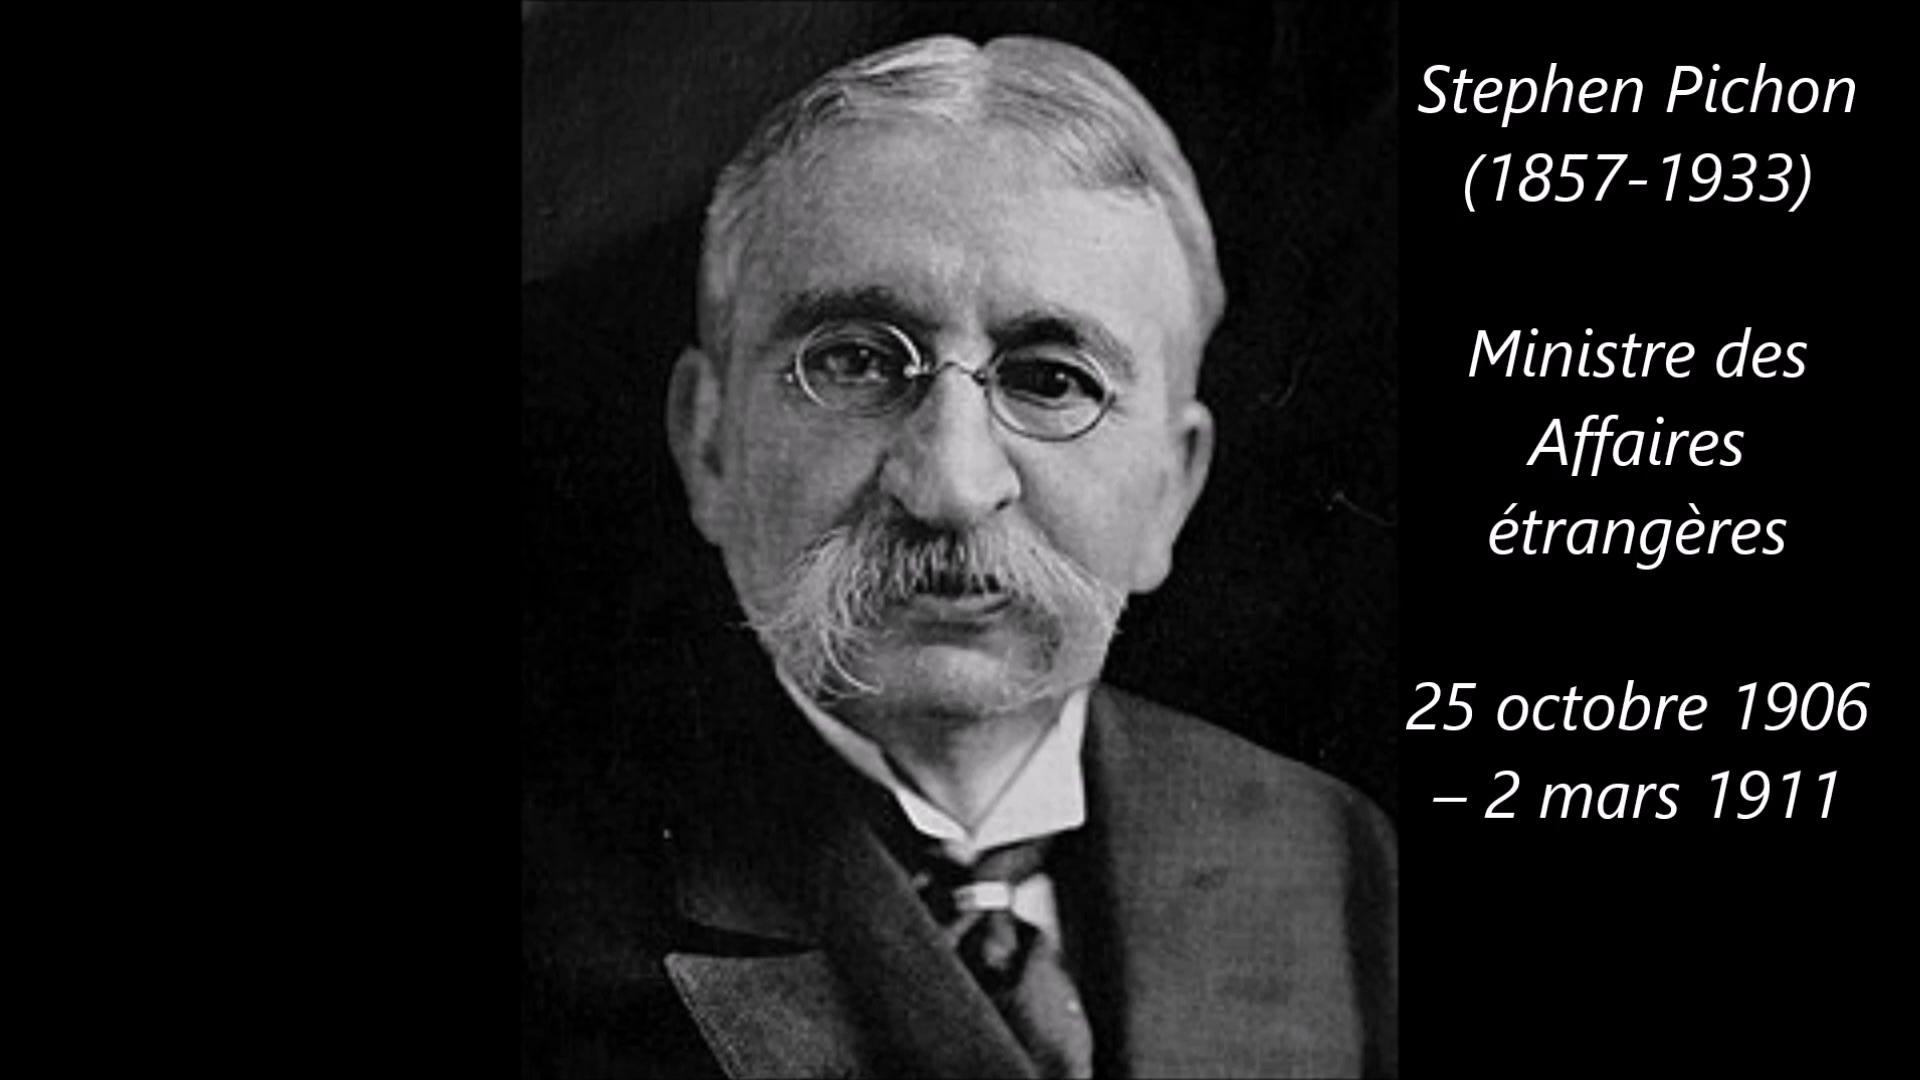 Stephen Pichon
(1857-1933)
Ministre des
Affaires
étrangères
25 octobre 1906
– 2 mars 1911